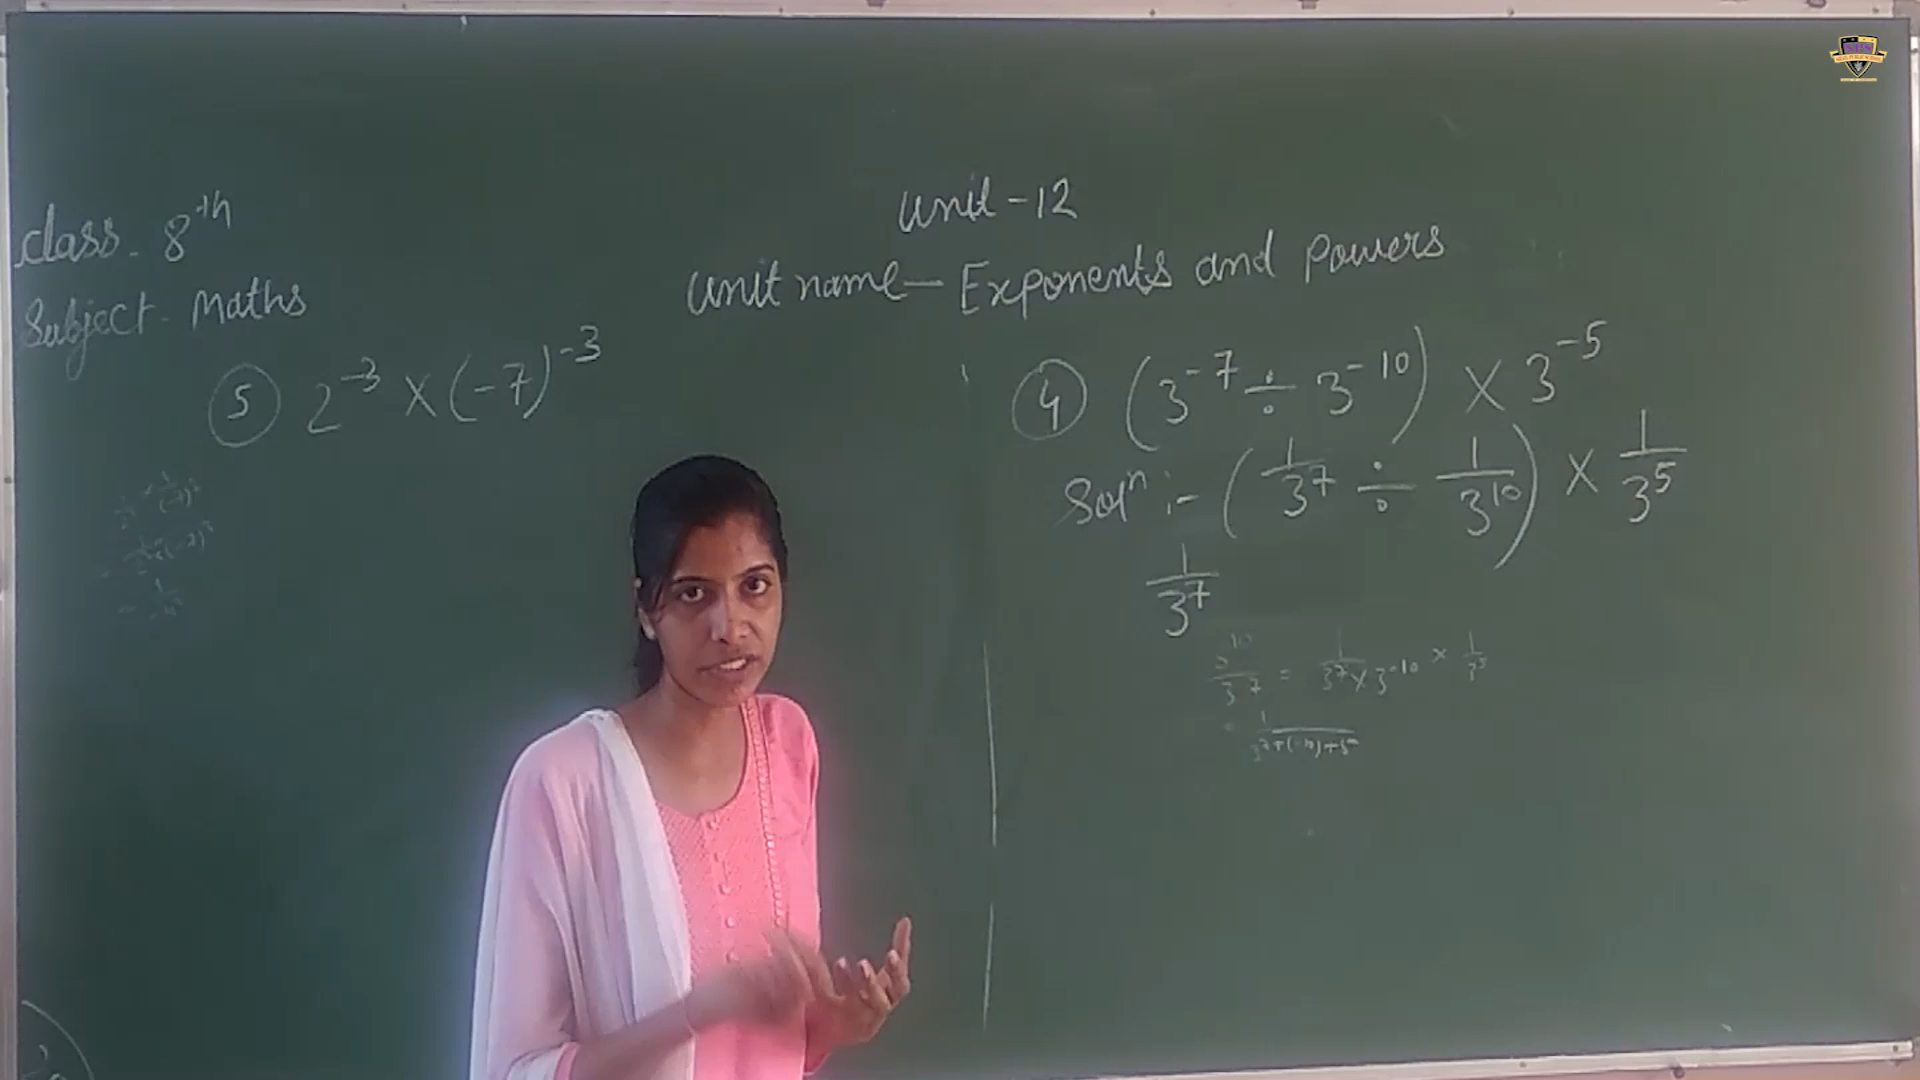 Unit - 12
Class - 8th
Unit name - Exponents and Powers
Subject - Maths
⑤ 2⁻³ × (-7)⁻³
④ (3⁻⁷ ÷ 3⁻¹⁰) × 3⁻⁵
Solⁿ :- (1/3⁷ ÷ 1/3¹⁰) × 1/3⁵
1/3⁷